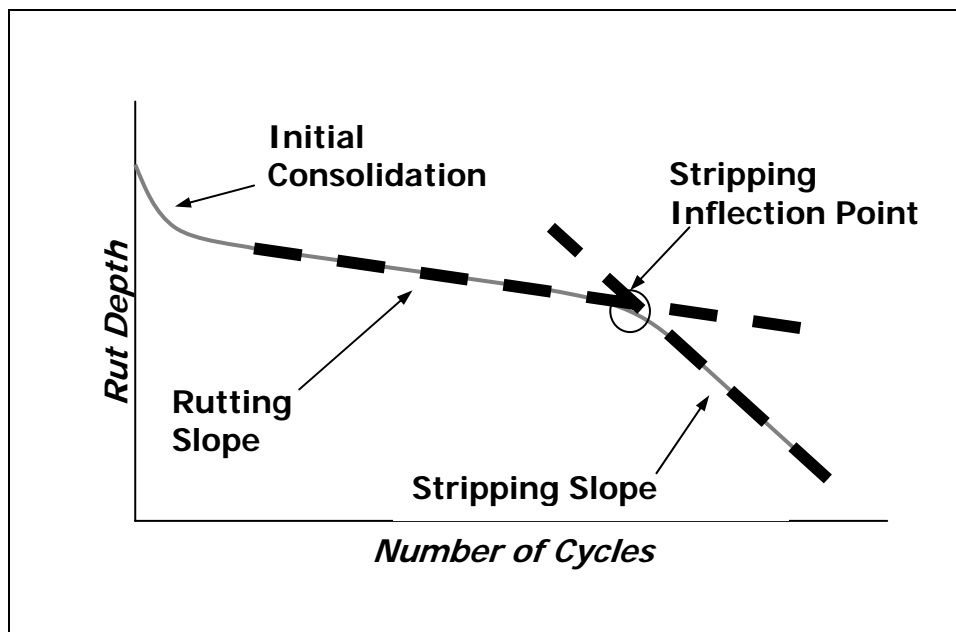 Initial
Consolidation
Stripping
Inflection Point
Rut Depth
Rutting
Slope
Stripping Slope
Number of Cycles